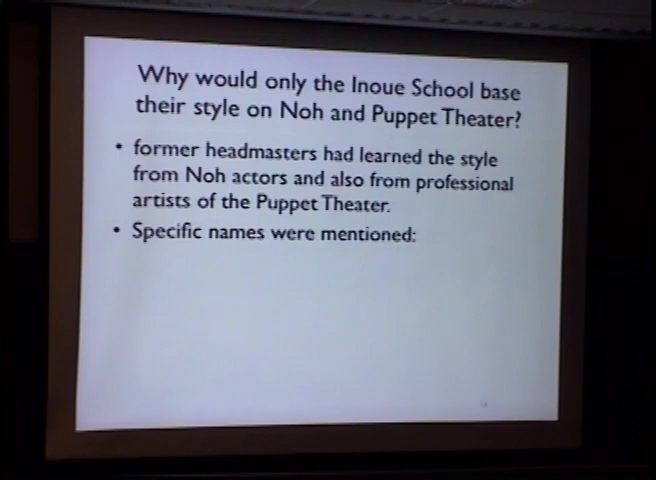 Why would only the Inoue School base
their style on Noh and Puppet Theater?
• former headmasters had learned the style
from Noh actors and also from professional
artists of the Puppet Theater.
• Specific names were mentioned: